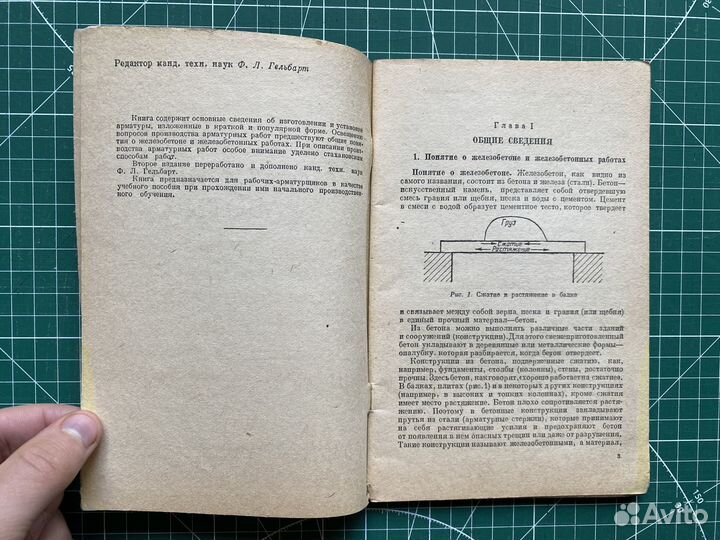 Редактор канд. техн. наук Ф. Л. Гельбарт
Книга содержит основные сведения об изготовлении и установке
арматуры, изложенные в краткой и популярной форме. Освещению
вопросов производства арматурных работ предшествуют общие поня-
тия о железобетоне и железобетонных работах. При описании произ-
водства арматурных работ особое внимание уделено стахановским
способам работ.
Второе издание переработано и дополнено канд. техн. наук
Ф. Л. Гельбарт.
Книга предназначается для рабочих-арматурщиков в качестве
учебного пособия при прохождении ими начального производствен-
ного обучения.
Глава I
ОБЩИЕ СВЕДЕНИЯ
1. Понятие о железобетоне и железобетонных работах
Понятие о железобетоне. Железобетон, как видно из
самого названия, состоит из бетона и железа (стали). Бетон—
искусственный камень, представляет собой отвердевшую
смесь гравия или щебня, песка и воды с цементом. Цемент
в смеси с водой образует цементное тесто, которое твердеет
Груз
Сжатие
Растяжение
Рис. 1. Сжатие и растяжение в балке
и связывает между собой зерна песка и гравия (или щебня)
в единый прочный материал—бетон.
Из бетона можно выполнять различные части зданий
и сооружений (конструкции). Для этого свежеприготовленный
бетон укладывают в деревянные или металлические формы—
опалубку, которая разбирается, когда бетон отвердеет.
Конструкции из бетона, подверженные сжатию, как,
например, фундаменты, столбы (колонны), стены, достаточно
прочны. Здесь бетон, как говорят, хорошо работает на сжатие.
В балках, плитах (рис. 1) и в некоторых других конструкциях
(например, в высоких и тонких колоннах), кроме сжатия
имеет место растяжение. Бетон плохо сопротивляется растя-
жению. Поэтому в бетонные конструкции закладывают
прутья из стали (арматурные стержни), которые принимают
на себя растягивающие усилия и предохраняют бетон
от появления в нем опасных трещин или даже от разрушения.
Такие конструкции называют железобетонными, а материал,
3
150
Avito